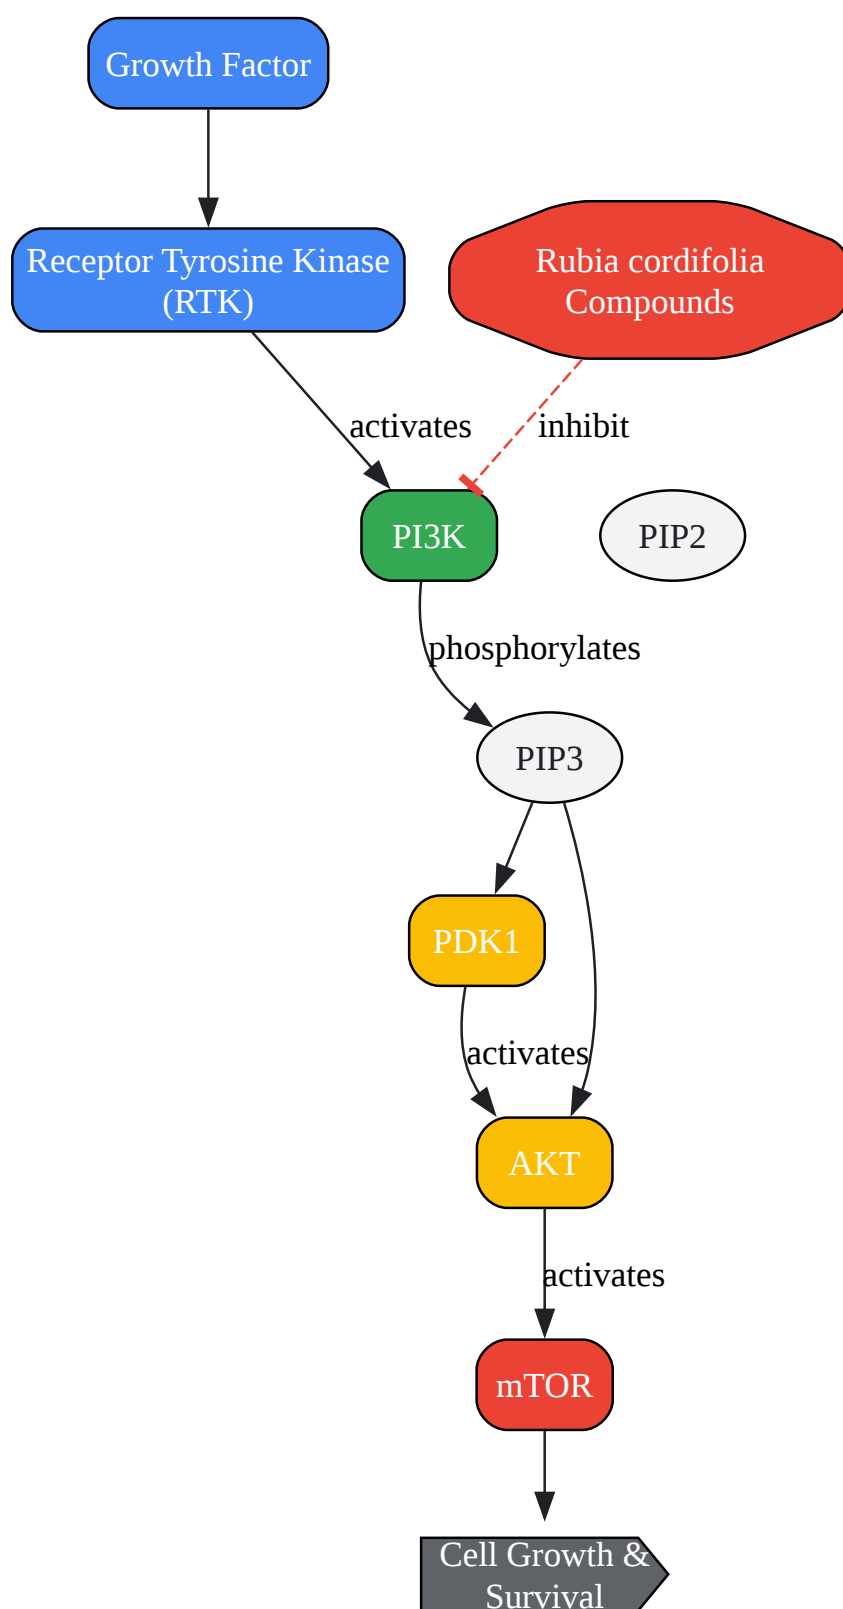 Growth Factor
Receptor Tyrosine Kinase
(RTK)
Rubia cordifolia
Compounds
activates
inhibit
PI3K
PIP2
phosphorylates
PIP3
PDK1
activates
AKT
activates
mTOR
Cell Growth &
Survival